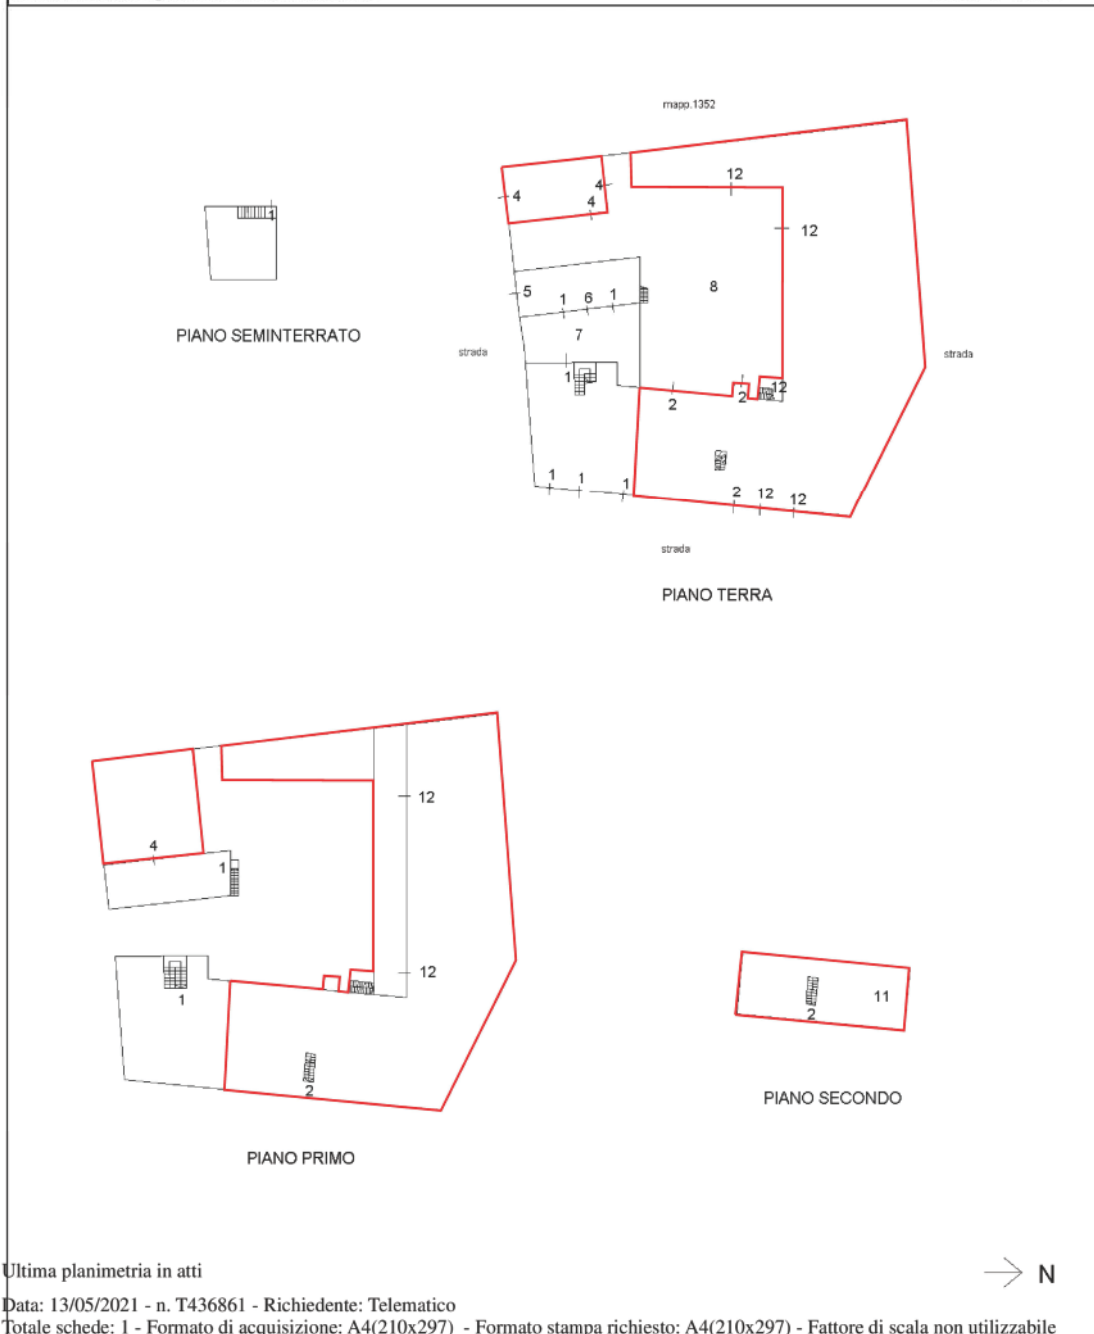 mapp.1352
12
4
4
4
12
1
8
5
1
6
1
7
PIANO SEMINTERRATO
strada
strada
1
12
2
2
1
1
1
2
12
12
strada
PIANO TERRA
12
4
1
12
1
11
2
2
PIANO SECONDO
PIANO PRIMO
Ultima planimetria in atti
N
Data: 13/05/2021 - n. T436861 - Richiedente: Telematico
Totale schede: 1 - Formato di acquisizione: A4(210x297) - Formato stampa richiesto: A4(210x297) - Fattore di scala non utilizzabile